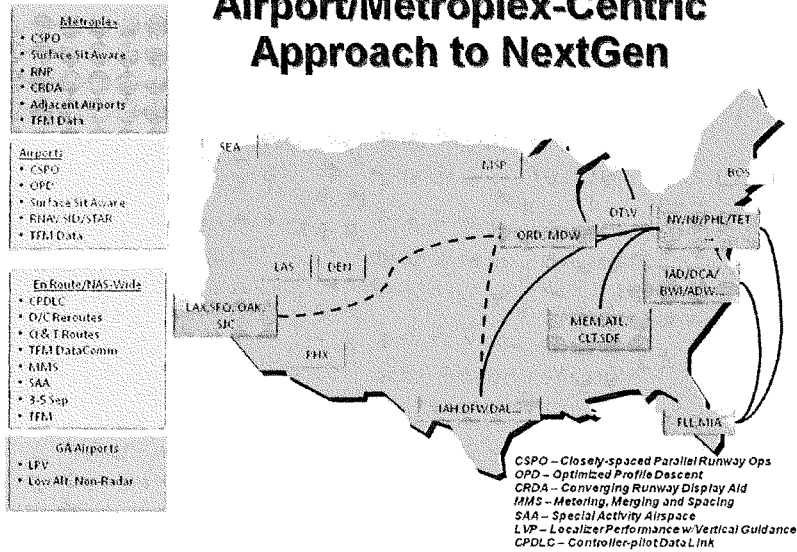 Airport/Metroplex-Centric
Approach to NextGen
Metroplex
• CSPO
• Surface Sit Aware
• RNP
• CRDA
• Adjacent Airports
• TFM Data
Airports
• CSPO
• OPD
• Surface Sit Aware
• RNAV SID/STAR
• TFM Data
En Route/NAS-Wide
• CPDLC
• D/C Reroutes
• Q & T Routes
• TFM DataComm
• MMS
• SAA
• 3-5 Sep
• TFM
GA Airports
• LPV
• Low Alt. Non-Radar
SEA
MSP
BOS
DTW
NY/NJ/PHL/TET
ORD, MDW
LAS
DEN
IAD/DCA/
BWI/ADW...
LAX,SFO, OAK,
SJC
MEM,ATL,
CLT,SDF
PHX
IAH,DFW,DAL...
FLL,MIA
CSPO – Closely-spaced Parallel Runway Ops
OPD – Optimized Profile Descent
CRDA – Converging Runway Display Aid
MMS – Metering, Merging and Spacing
SAA – Special Activity Airspace
LVP – Localizer Performance w/Vertical Guidance
CPDLC – Controller-pilot Data Link